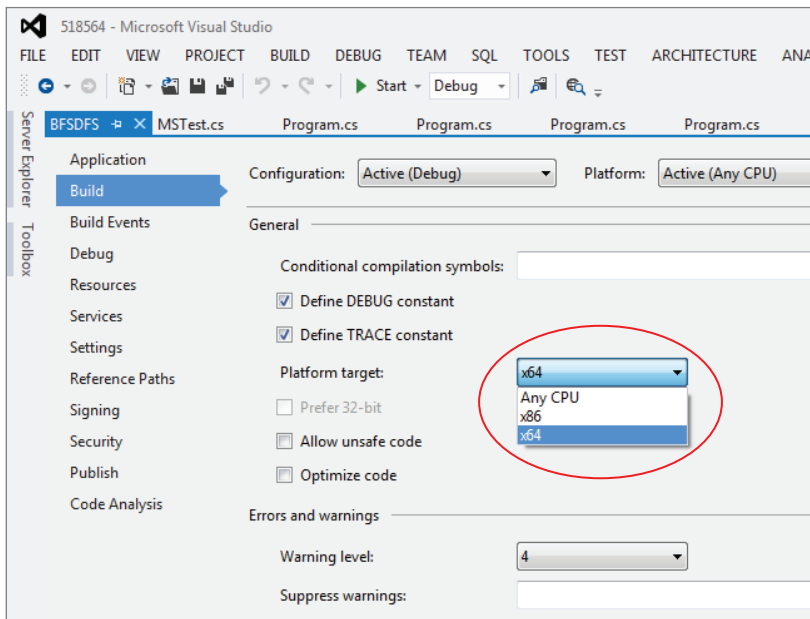 518564 - Microsoft Visual Studio
FILE EDIT VIEW PROJECT BUILD DEBUG TEAM SQL TOOLS TEST ARCHITECTURE ANA
Start Debug
Server Explorer
Toolbox
BFSDFS MSTest.cs Program.cs Program.cs Program.cs Program.cs
Application
Build
Build Events
Debug
Resources
Services
Settings
Reference Paths
Signing
Security
Publish
Code Analysis
Configuration: Active (Debug) Platform: Active (Any CPU)
General
Conditional compilation symbols:
Define DEBUG constant
Define TRACE constant
Platform target: x64
Any CPU
x86
x64
Prefer 32-bit
Allow unsafe code
Optimize code
Errors and warnings
Warning level: 4
Suppress warnings: